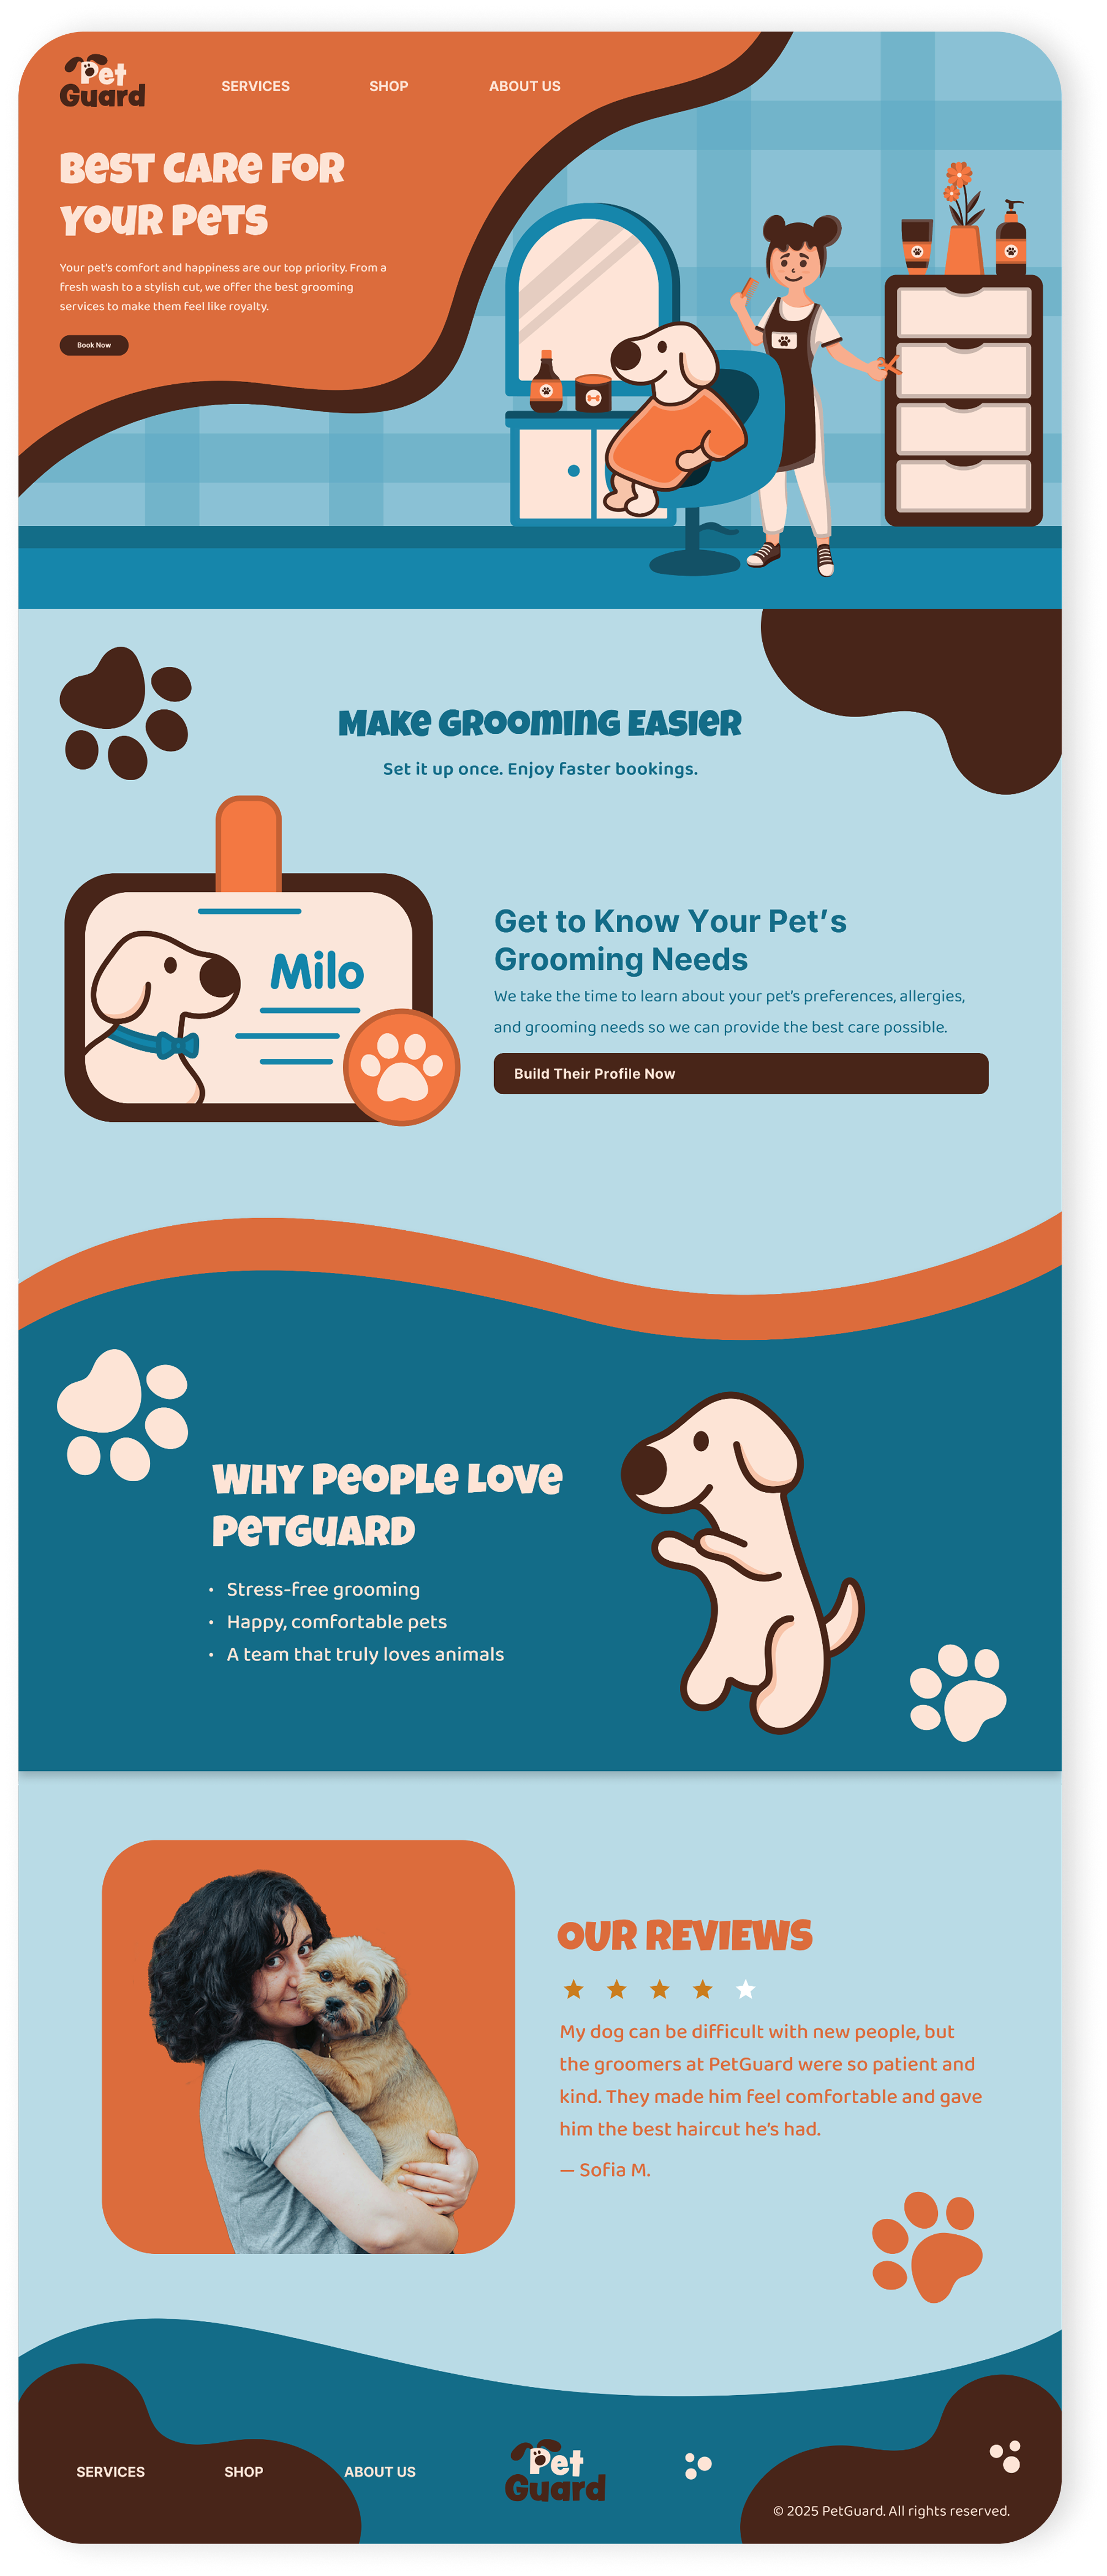 Pet
Guard
SERVICES
SHOP
ABOUT US
BEST CARE FOR
YOUR PETS
Your pet's comfort and happiness are our top priority. From a
fresh wash to a stylish cut, we offer the best grooming
services to make them feel like royalty.
Book Now
MAKE GROOMING EASIER
Set it up once. Enjoy faster bookings.
Milo
Get to Know Your Pet's
Grooming Needs
We take the time to learn about your pet's preferences, allergies,
and grooming needs so we can provide the best care possible.
Build Their Profile Now
WHY PEOPLE LOVE
PETGUARD
• Stress-free grooming
• Happy, comfortable pets
• A team that truly loves animals
OUR REVIEWS
My dog can be difficult with new people, but
the groomers at PetGuard were so patient and
kind. They made him feel comfortable and gave
him the best haircut he's had.
— Sofia M.
SERVICES
SHOP
ABOUT US
Pet
Guard
© 2025 PetGuard. All rights reserved.